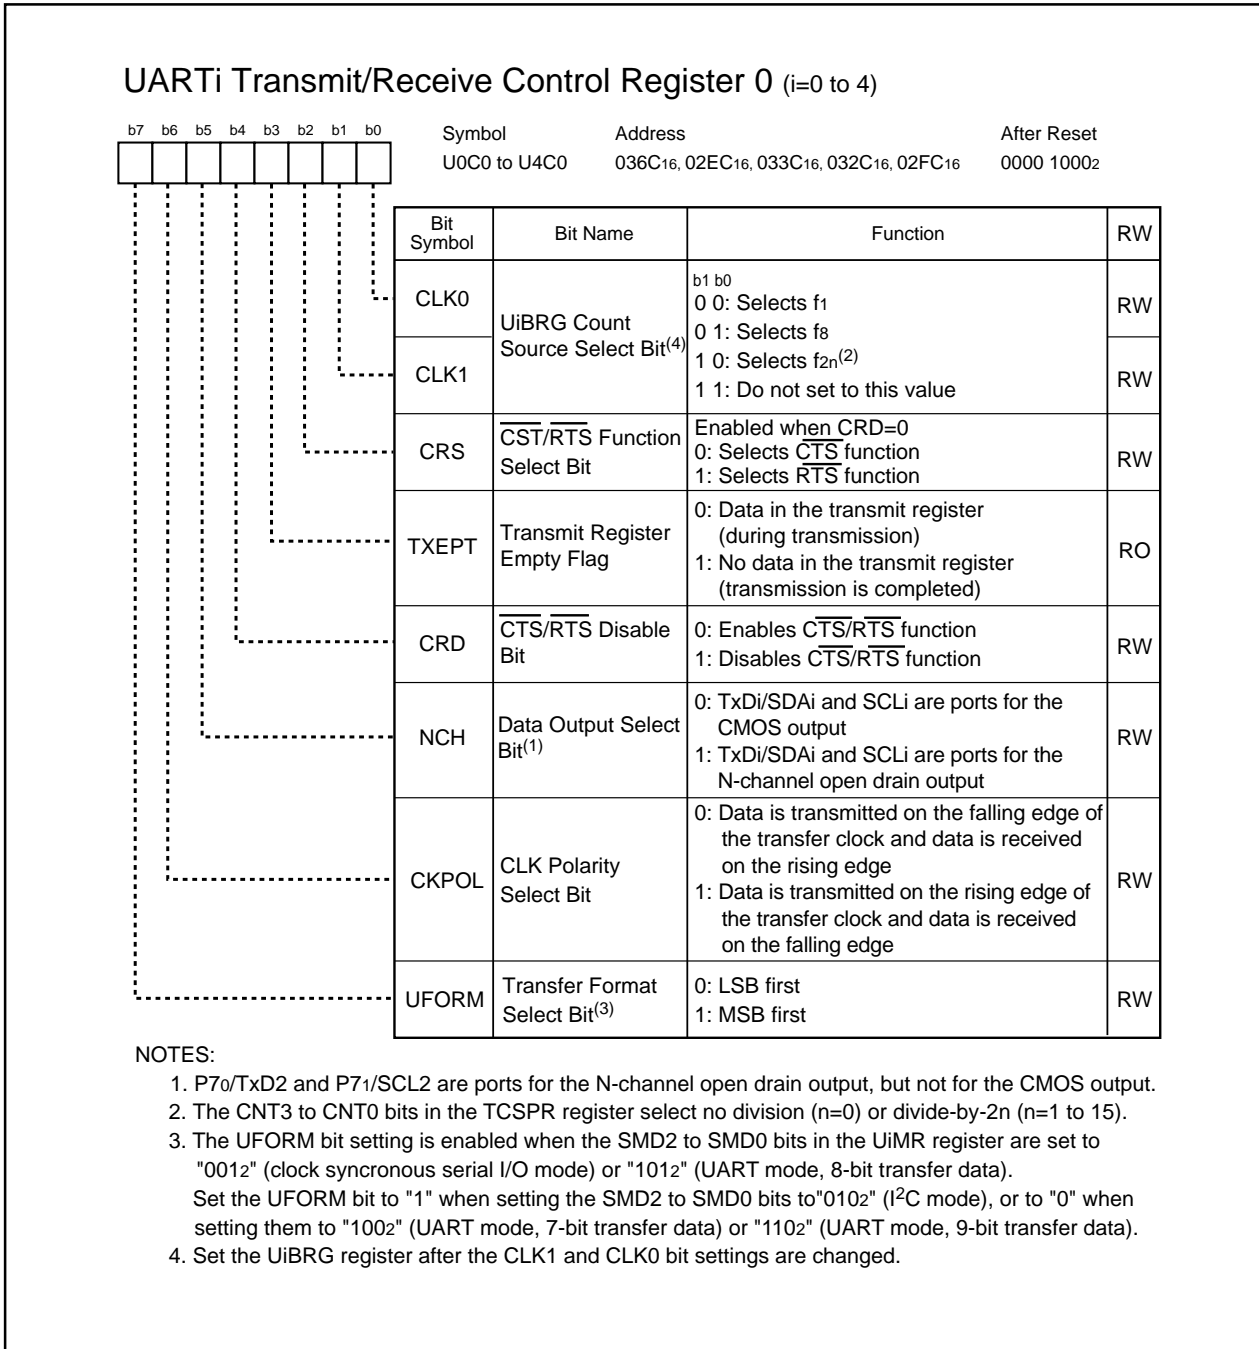 UARTi Transmit/Receive Control Register 0 (i=0 to 4)
b7 b6 b5 b4 b3 b2 b1 b0
Symbol Address After Reset
U0C0 to U4C0 036C16, 02EC16, 033C16, 032C16, 02FC16 0000 10002
Bit Symbol Bit Name Function RW
CLK0
CLK1
UiBRG Count
Source Select Bit(4)
b1 b0
0 0: Selects f1
0 1: Selects f8
1 0: Selects f2n(2)
1 1: Do not set to this value
RW
RW
CRS
CST/RTS Function
Select Bit
Enabled when CRD=0
0: Selects CTS function
1: Selects RTS function
RW
TXEPT
Transmit Register
Empty Flag
0: Data in the transmit register
(during transmission)
1: No data in the transmit register
(transmission is completed)
RO
CRD
CTS/RTS Disable
Bit
0: Enables CTS/RTS function
1: Disables CTS/RTS function
RW
NCH
Data Output Select
Bit(1)
0: TxDi/SDAi and SCLi are ports for the
CMOS output
1: TxDi/SDAi and SCLi are ports for the
N-channel open drain output
RW
CKPOL
CLK Polarity
Select Bit
0: Data is transmitted on the falling edge of
the transfer clock and data is received
on the rising edge
1: Data is transmitted on the rising edge of
the transfer clock and data is received
on the falling edge
RW
UFORM
Transfer Format
Select Bit(3)
0: LSB first
1: MSB first
RW
NOTES:
1. P70/TxD2 and P71/SCL2 are ports for the N-channel open drain output, but not for the CMOS output.
2. The CNT3 to CNT0 bits in the TCSPR register select no division (n=0) or divide-by-2n (n=1 to 15).
3. The UFORM bit setting is enabled when the SMD2 to SMD0 bits in the UiMR register are set to
"0012" (clock syncronous serial I/O mode) or "1012" (UART mode, 8-bit transfer data).
Set the UFORM bit to "1" when setting the SMD2 to SMD0 bits to"0102" (I2C mode), or to "0" when
setting them to "1002" (UART mode, 7-bit transfer data) or "1102" (UART mode, 9-bit transfer data).
4. Set the UiBRG register after the CLK1 and CLK0 bit settings are changed.